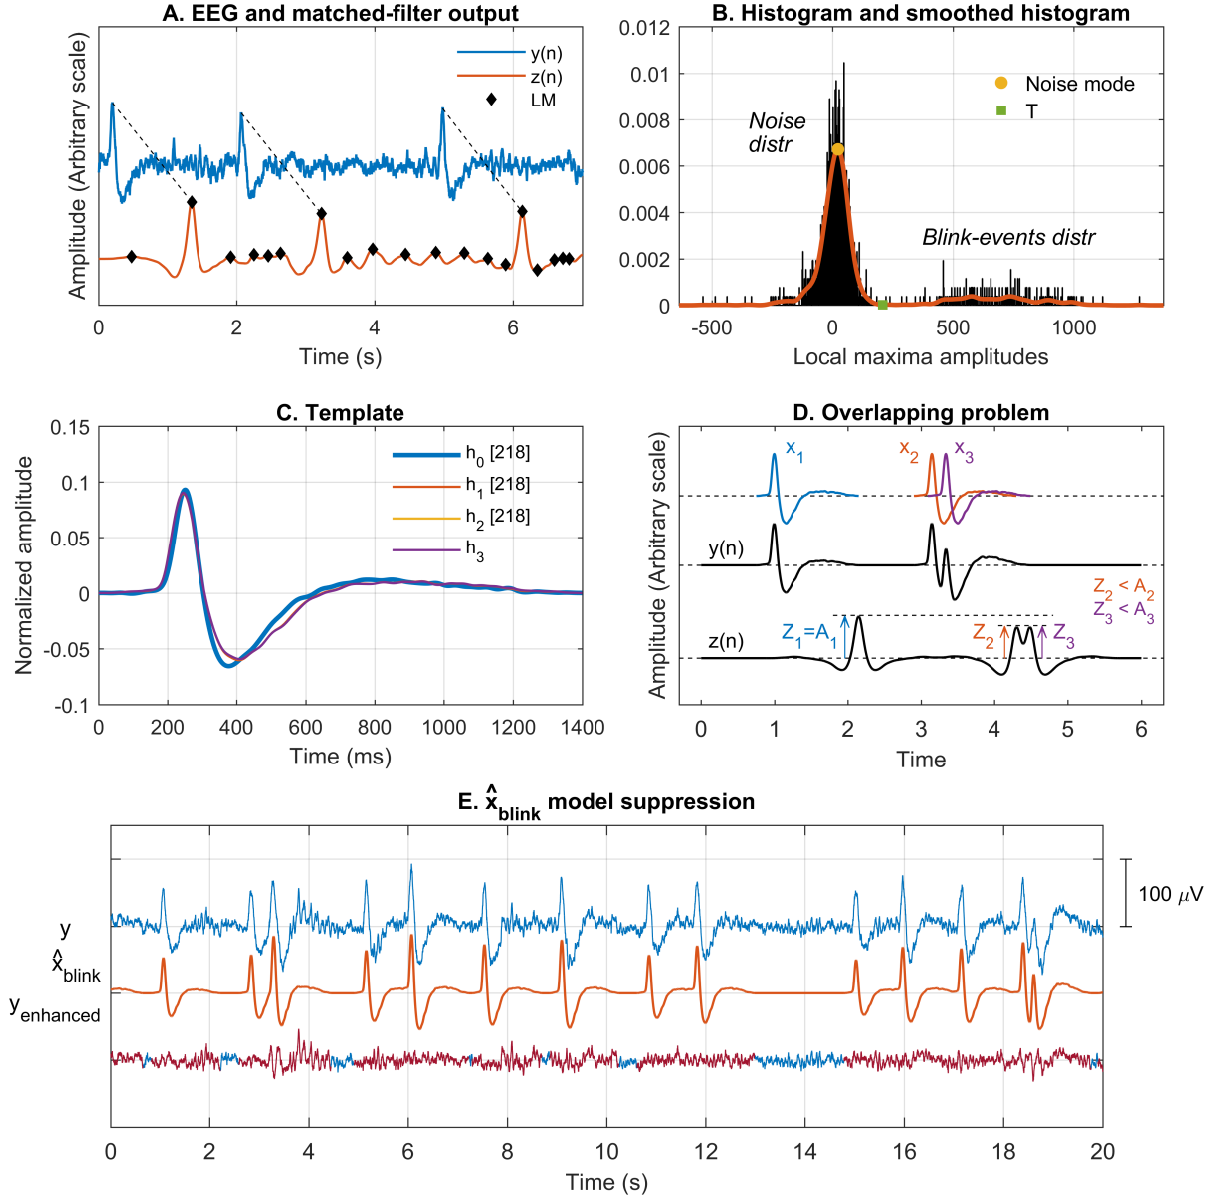 A. EEG and matched-filter output
Amplitude (Arbitrary scale)
y(n)
z(n)
LM
0 2 4 6
Time (s)
B. Histogram and smoothed histogram
0.012
0.01
0.008
0.006
0.004
0.002
0
Noise mode
T
Noise
distr
Blink-events distr
-500 0 500 1000
Local maxima amplitudes
C. Template
Normalized amplitude
0.15
0.1
0.05
0
-0.05
-0.1
h0 [218]
h1 [218]
h2 [218]
h3
0 200 400 600 800 1000 1200 1400
Time (ms)
D. Overlapping problem
Amplitude (Arbitrary scale)
x1 x2 x3
y(n)
Z2 < A2
Z3 < A3
Z1=A1 Z2 Z3
z(n)
0 1 2 3 4 5 6
Time
E. x̂blink model suppression
100 μV
y
x̂blink
yenhanced
0 2 4 6 8 10 12 14 16 18 20
Time (s)